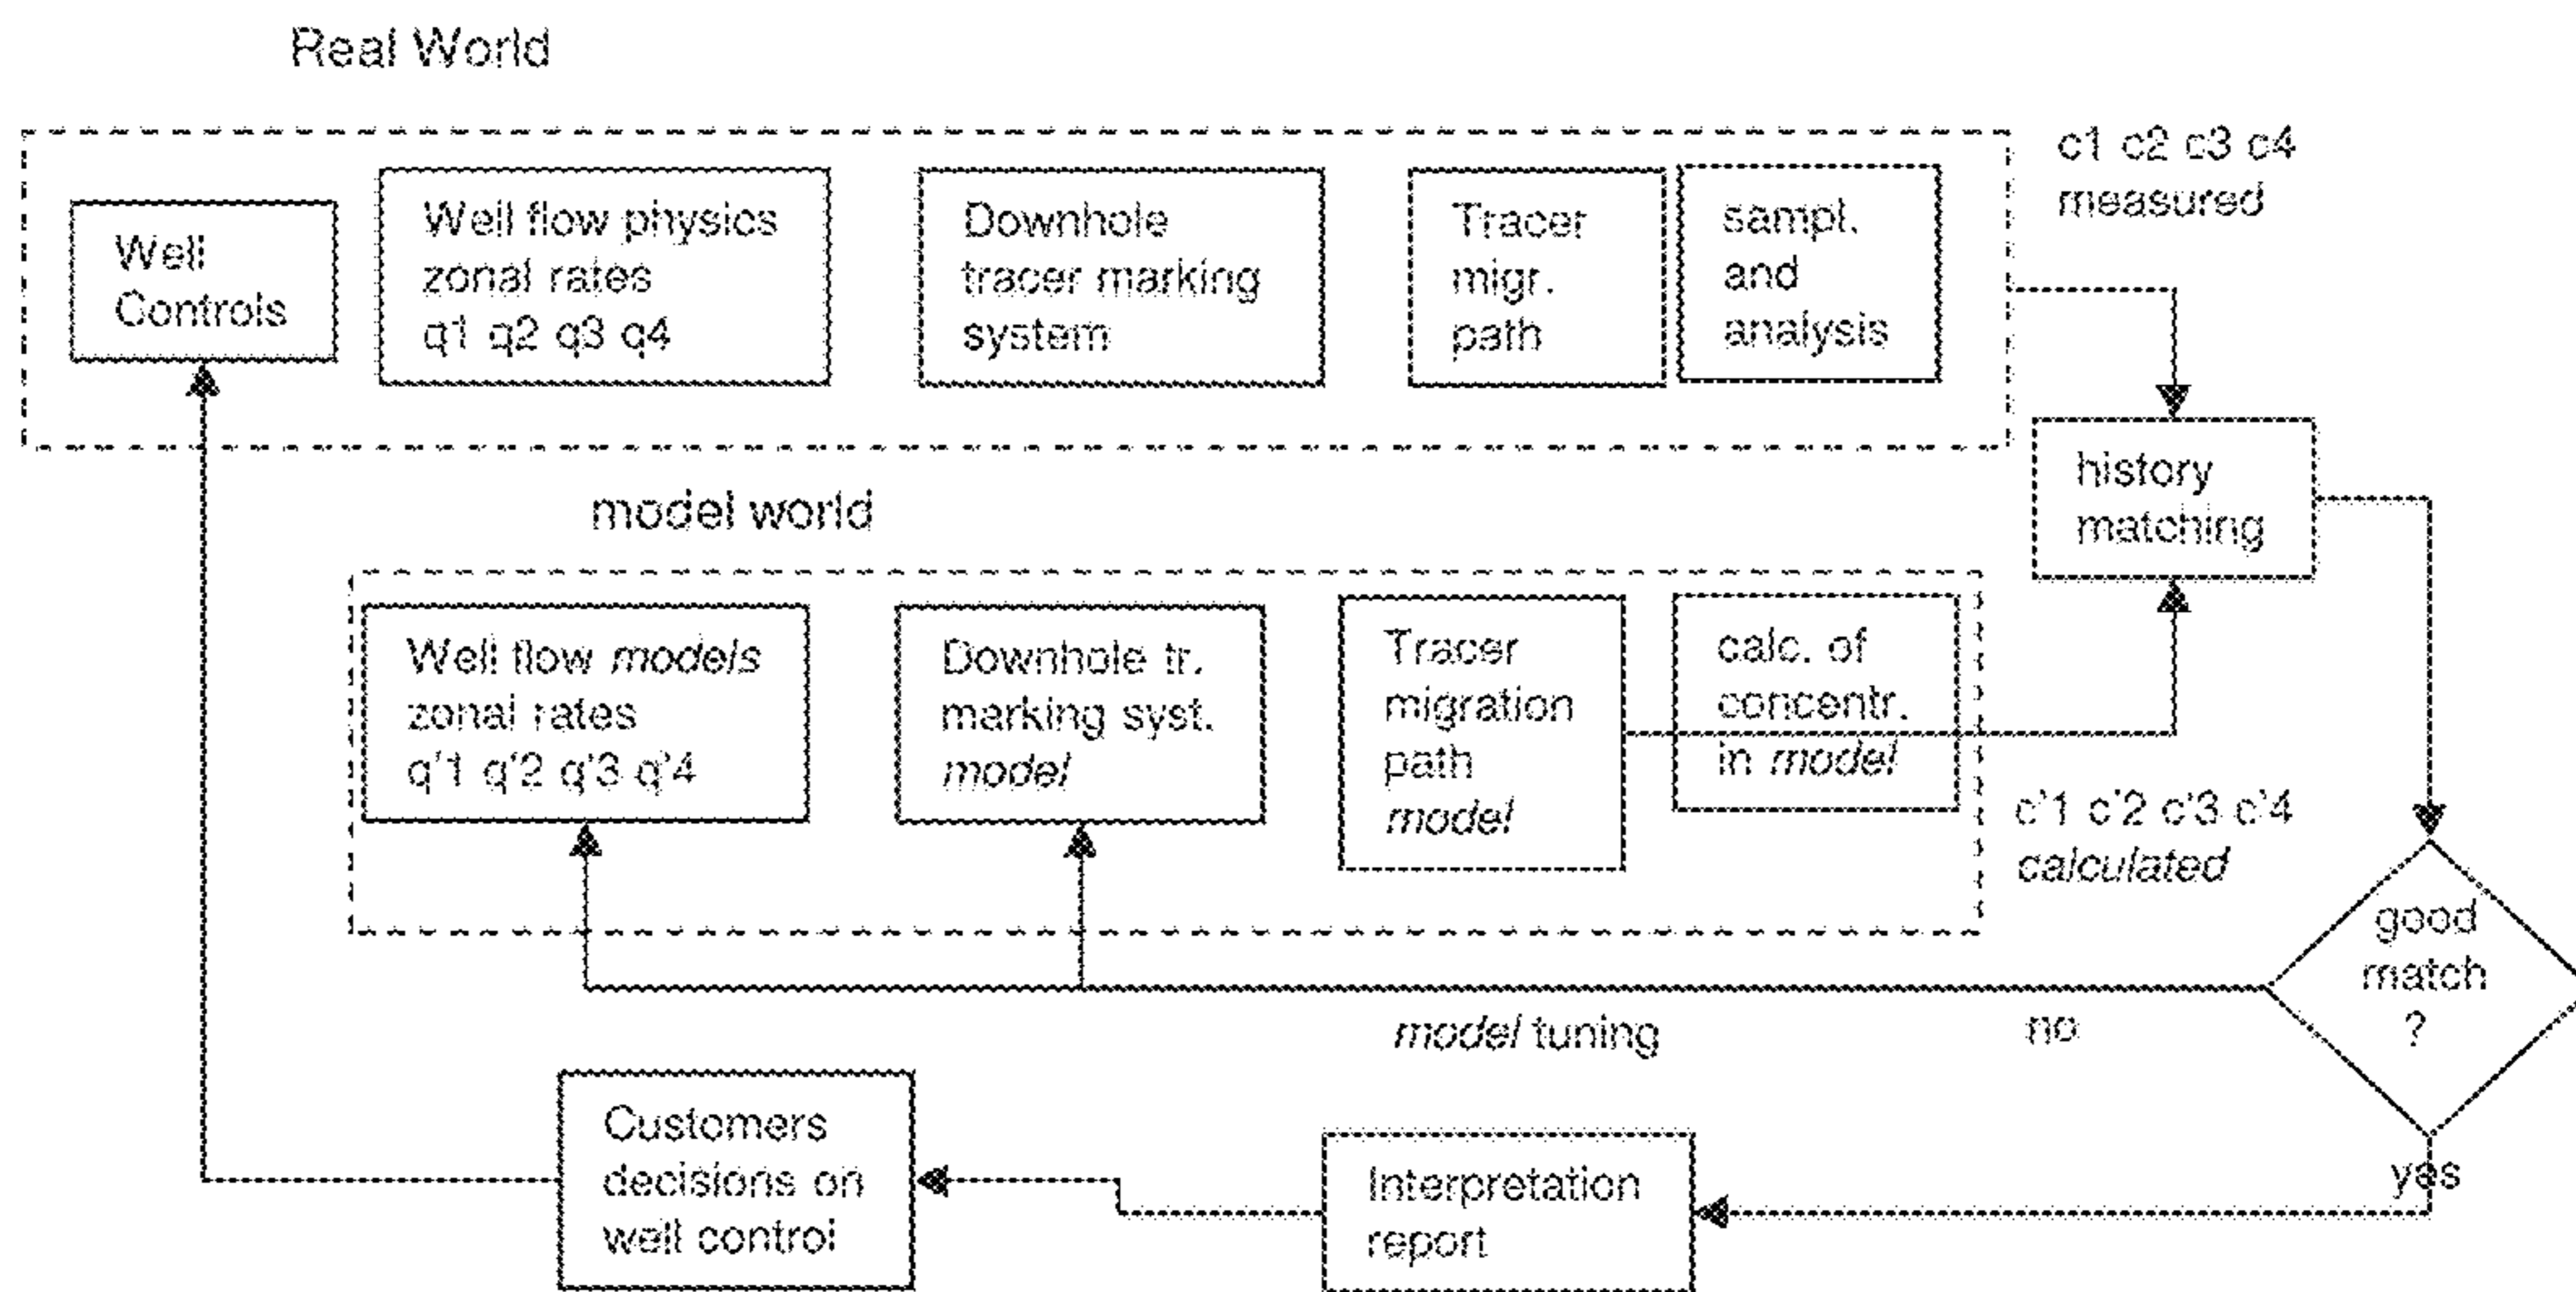 Real World
c1 c2 c3 c4
measured
Well
Controls
Well flow physics
zonal rates
q1 q2 q3 q4
Downhole
tracer marking
system
Tracer
migr.
path
sampl.
and
analysis
history
matching
model world
Well flow models
zonal rates
q'1 q'2 q'3 q'4
Downhole tr.
marking syst.
model
Tracer
migration
path
model
calc. of
concentr.
in model
c'1 c'2 c'3 c'4
calculated
good
match
?
model tuning
no
yes
Customers
decisions on
well control
Interpretation
report